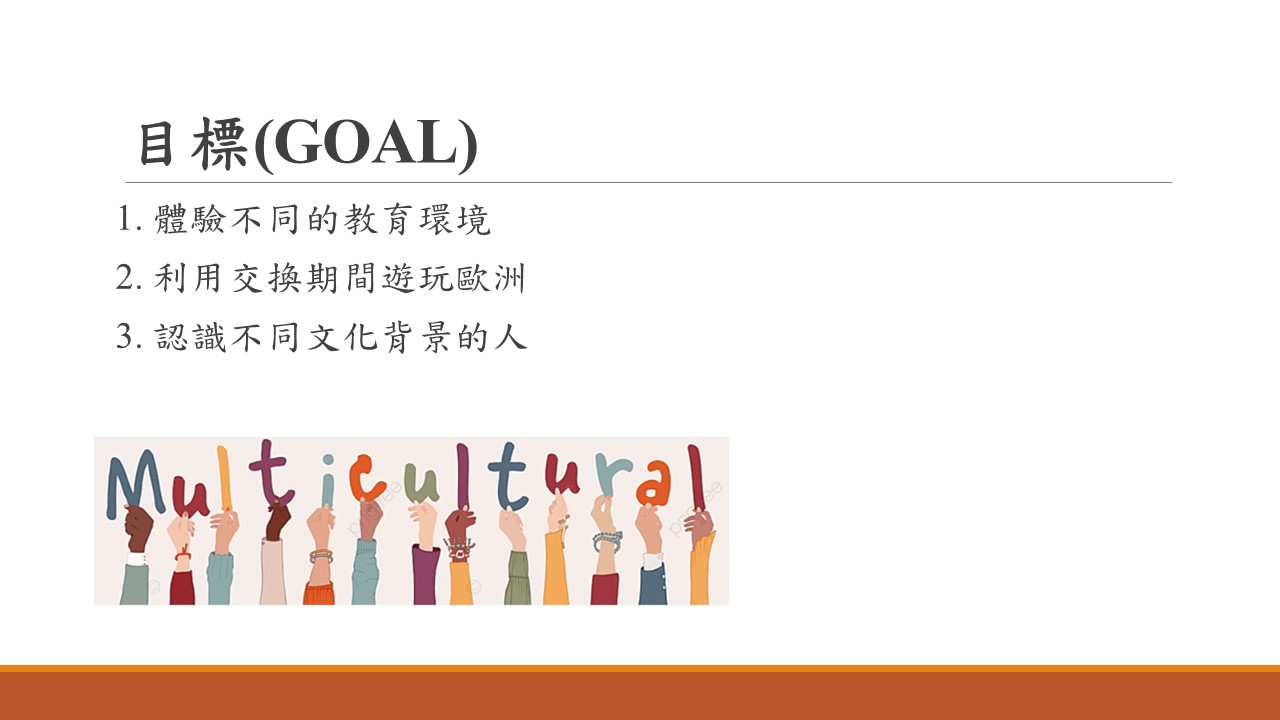 目標(GOAL)
1. 體驗不同的教育環境
2. 利用交換期間遊玩歐洲
3. 認識不同文化背景的人
Multicultural